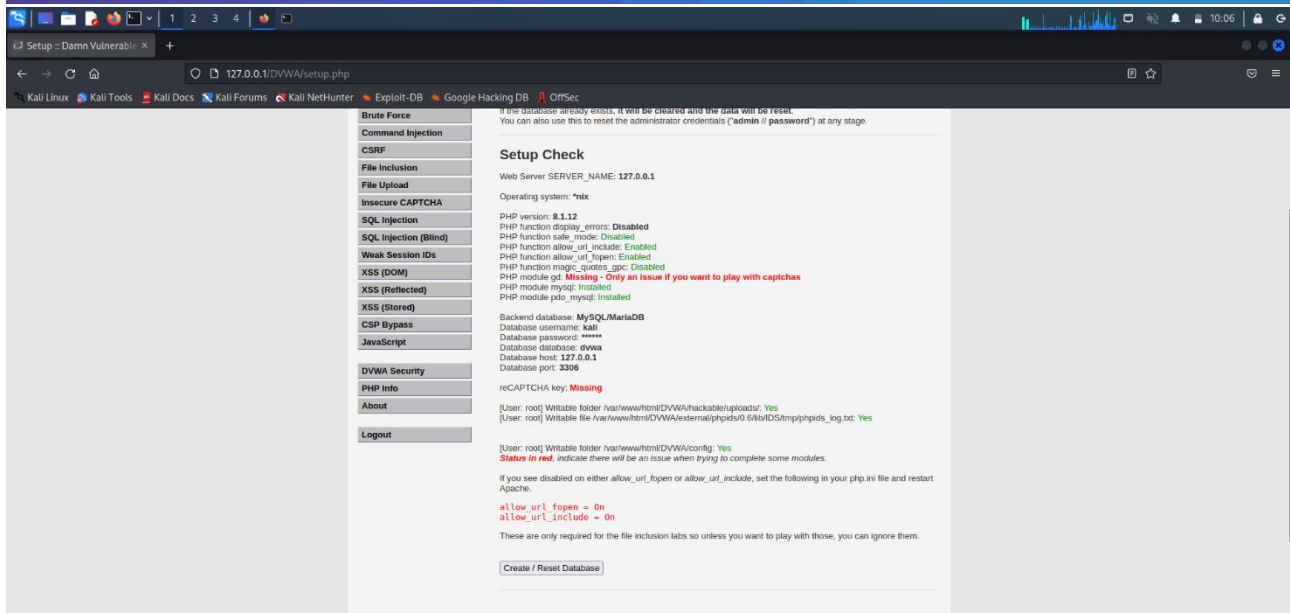 1 2 3 4
10:06
Setup :: Damn Vulnerable
127.0.0.1/DVWA/setup.php
Kali Linux Kali Tools Kali Docs Kali Forums Kali NetHunter Exploit-DB Google Hacking DB OffSec
Brute Force
Command Injection
CSRF
File Inclusion
File Upload
Insecure CAPTCHA
SQL Injection
SQL Injection (Blind)
Weak Session IDs
XSS (DOM)
XSS (Reflected)
XSS (Stored)
CSP Bypass
JavaScript
DVWA Security
PHP Info
About
Logout
If the database already exists, it will be cleared and the data will be reset.
You can also use this to reset the administrator credentials ("admin // password") at any stage.
Setup Check
Web Server SERVER_NAME: 127.0.0.1
Operating system: *nix
PHP version: 8.1.12
PHP function display_errors: Disabled
PHP function safe_mode: Disabled
PHP function allow_url_include: Enabled
PHP function allow_url_fopen: Enabled
PHP function magic_quotes_gpc: Disabled
PHP module gd: Missing - Only an issue if you want to play with captchas
PHP module mysql: Installed
PHP module pdo_mysql: Installed
Backend database: MySQL/MariaDB
Database username: kali
Database password: ******
Database database: dvwa
Database host: 127.0.0.1
Database port: 3306
reCAPTCHA key: Missing
[User: root] Writable folder /var/www/html/DVWA/hackable/uploads/: Yes
[User: root] Writable file /var/www/html/DVWA/external/phpids/0.6/lib/IDS/tmp/phpids_log.txt: Yes
[User: root] Writable folder /var/www/html/DVWA/config: Yes
Status in red, indicate there will be an issue when trying to complete some modules.
If you see disabled on either allow_url_fopen or allow_url_include, set the following in your php.ini file and restart
Apache.
allow_url_fopen = On
allow_url_include = On
These are only required for the file inclusion labs so unless you want to play with those, you can ignore them.
Create / Reset Database